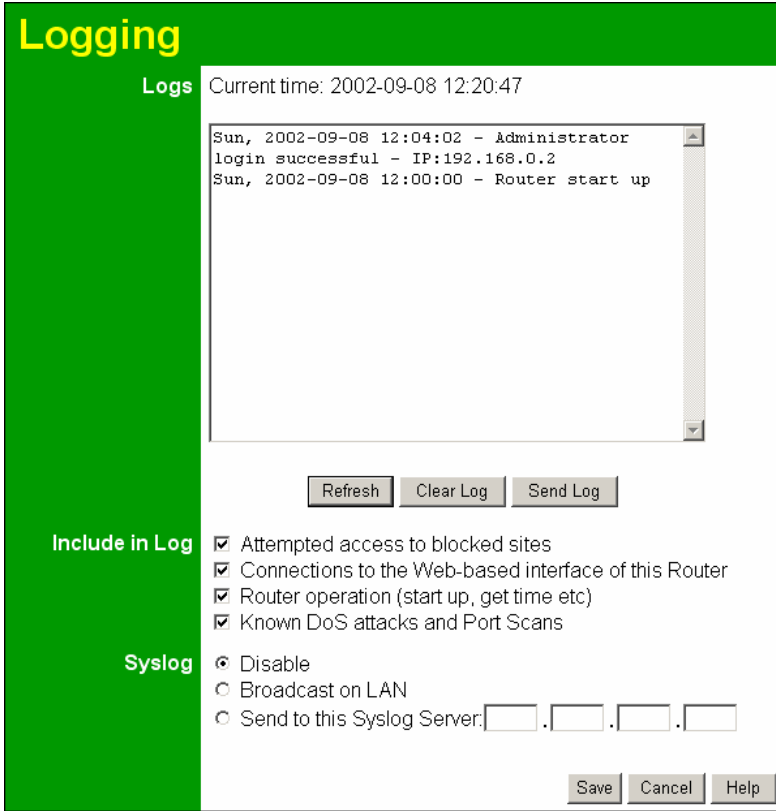 Logging
Logs Current time: 2002-09-08 12:20:47
Sun, 2002-09-08 12:04:02 - Administrator
login successful - IP:192.168.0.2
Sun, 2002-09-08 12:00:00 - Router start up
Refresh Clear Log Send Log
Include in Log Attempted access to blocked sites
Connections to the Web-based interface of this Router
Router operation (start up, get time etc)
Known DoS attacks and Port Scans
Syslog Disable
Broadcast on LAN
Send to this Syslog Server: . . .
Save Cancel Help